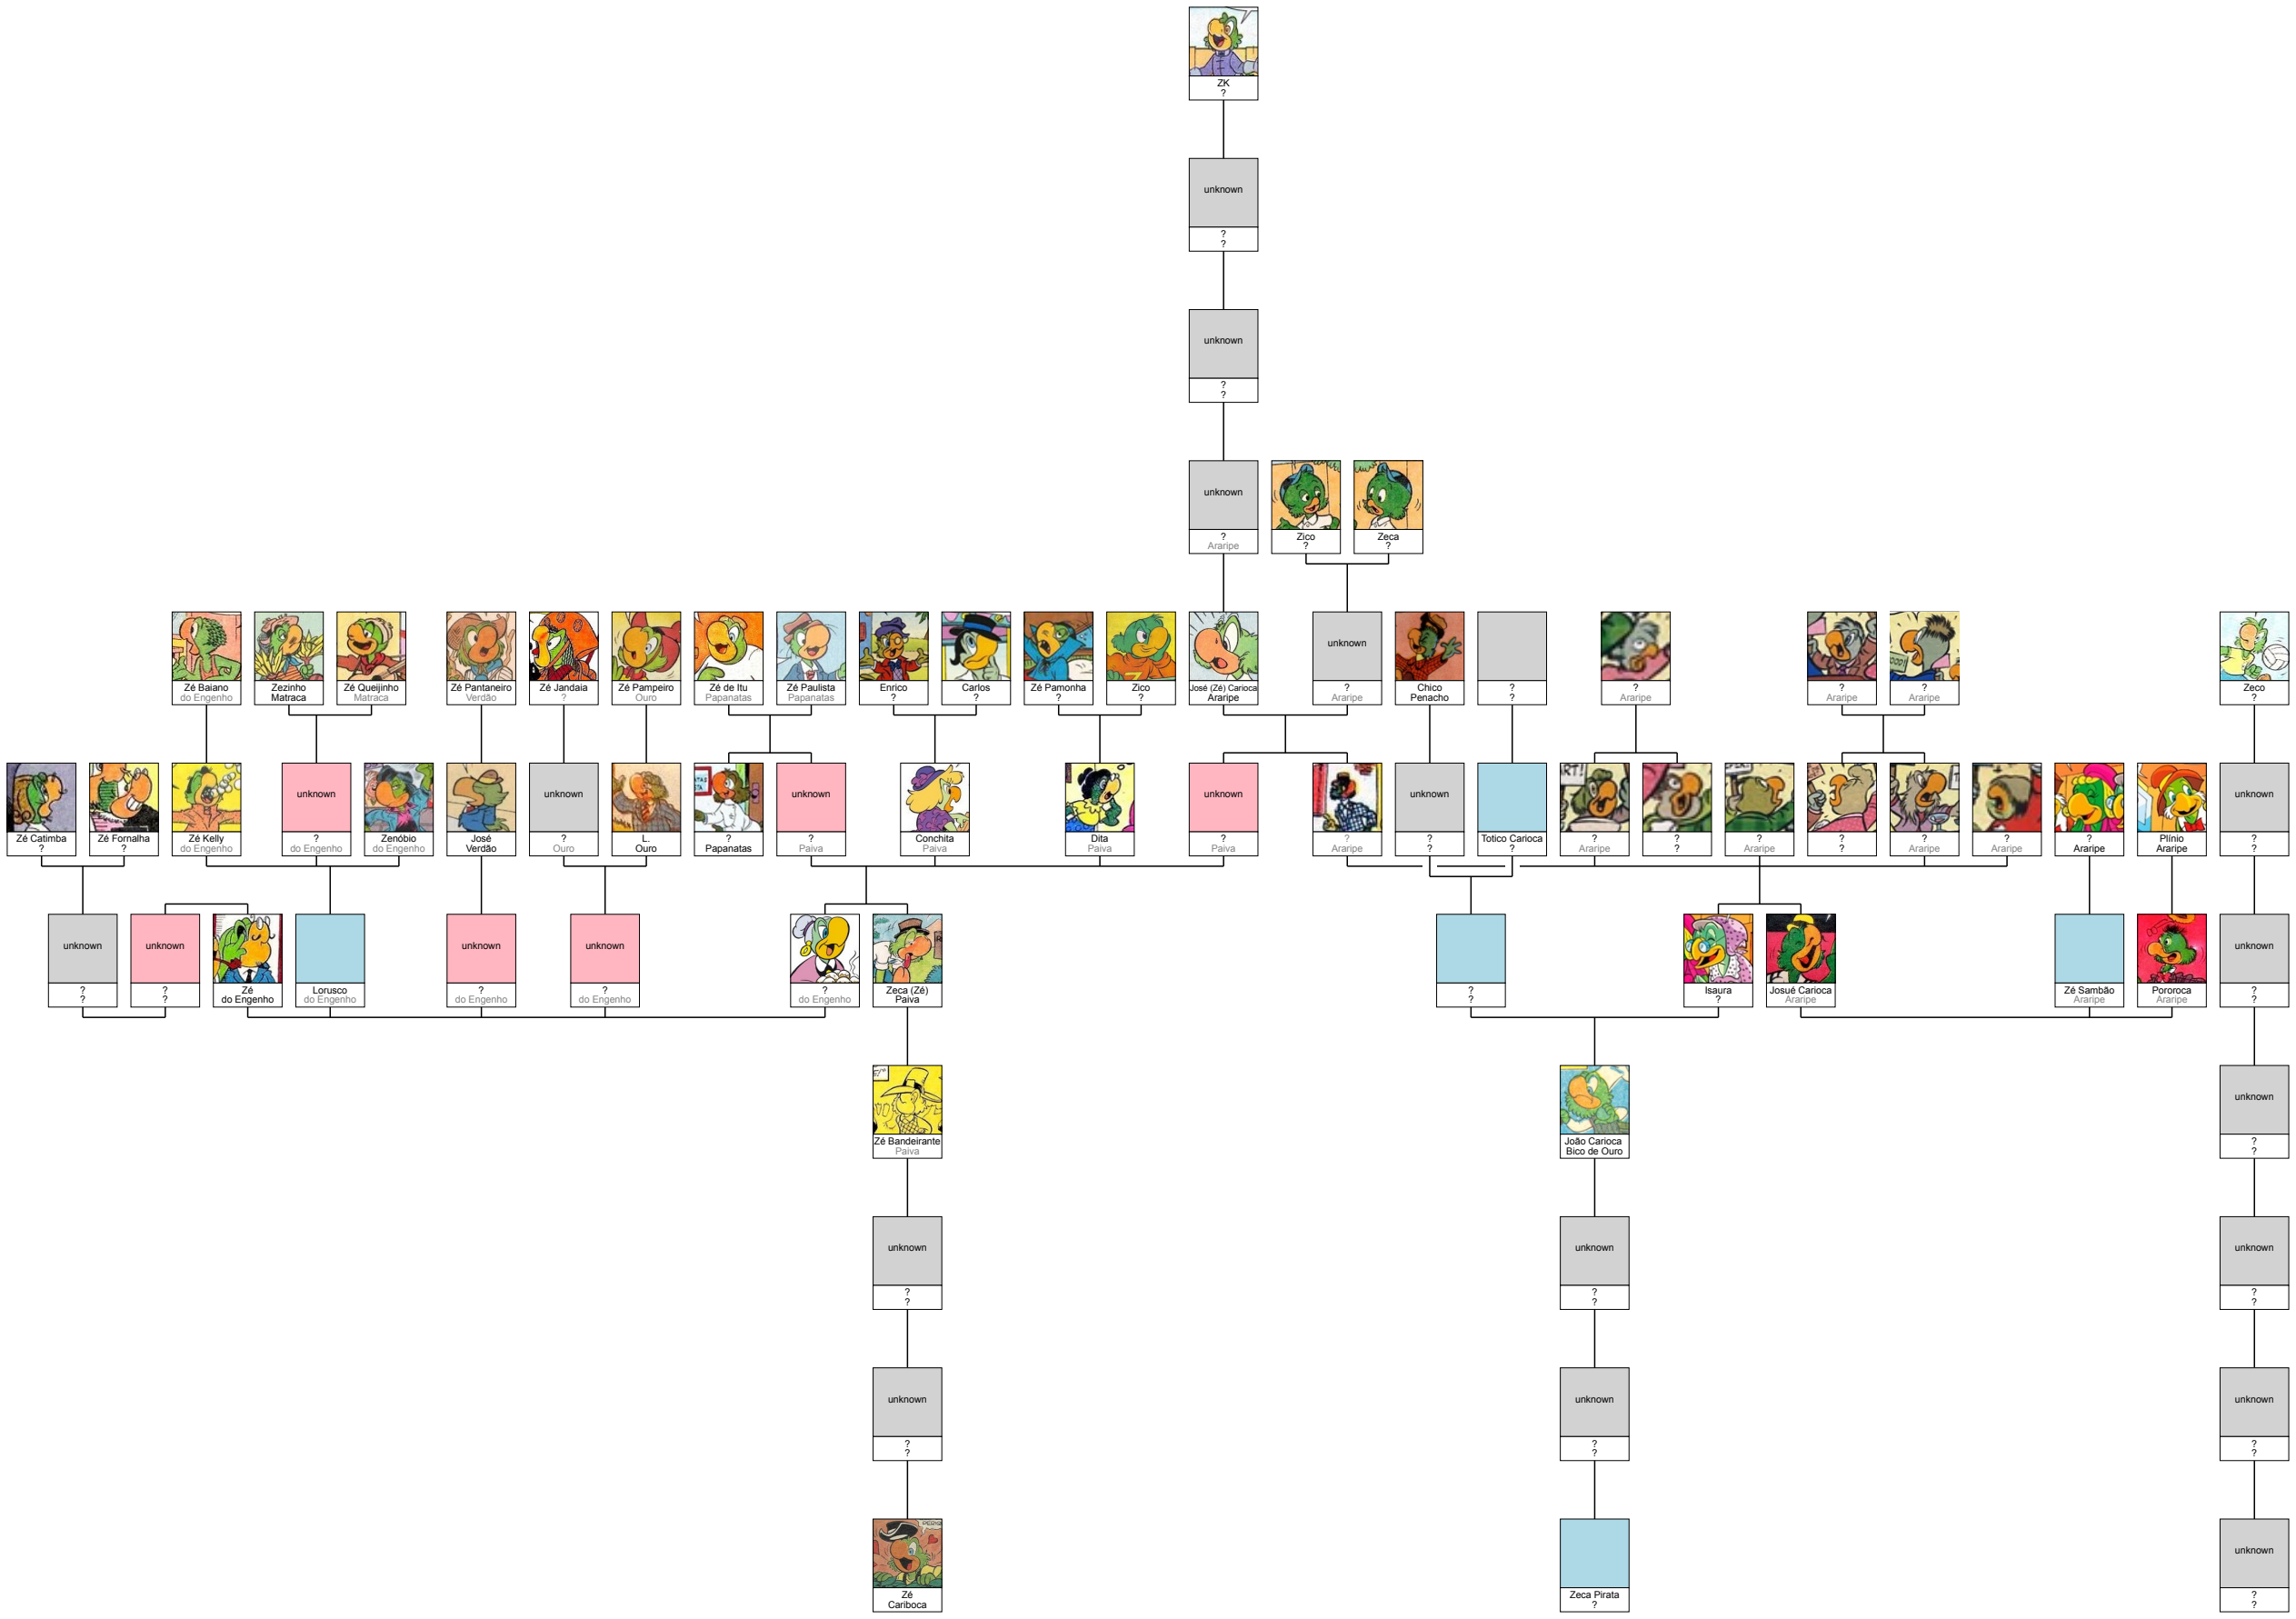 ZK
?
unknown
?
?
unknown
?
?
unknown
?
Araripe
Zico
?
Zeca
?
Zé Baiano
do Engenho
Zezinho
Matraca
Zé Queijinho
Matraca
Zé Pantaneiro
Verdão
Zé Jandaia
?
Zé Pampeiro
Ouro
Zé de Itu
Papanatas
Zé Paulista
Papanatas
Enrico
?
Carlos
?
Zé Pamonha
?
Zico
?
José (Zé) Carioca
Araripe
unknown
?
Araripe
Chico
Penacho
?
?
?
Araripe
?
Araripe
?
Araripe
Zeco
?
Zé Catimba
?
Zé Fornalha
?
Zé Kelly
do Engenho
unknown
?
do Engenho
Zenóbio
do Engenho
José
Verdão
unknown
?
Ouro
L.
Ouro
?
Papanatas
unknown
?
Paiva
Conchita
Paiva
Dita
Paiva
unknown
?
Paiva
?
Araripe
unknown
?
?
Totico Carioca
?
?
Araripe
?
?
?
Araripe
?
?
?
Araripe
?
Araripe
?
Araripe
Plínio
Araripe
unknown
?
?
unknown
?
?
unknown
?
?
Zé
do Engenho
Lorusco
do Engenho
unknown
?
do Engenho
unknown
?
do Engenho
?
do Engenho
Zeca (Zé)
Paiva
?
?
Isaura
?
Josué Carioca
Araripe
Zé Sambão
Araripe
Pororoca
Araripe
unknown
?
?
Zé Bandeirante
Paiva
João Carioca
Bico de Ouro
unknown
?
?
unknown
?
?
unknown
?
?
unknown
?
?
unknown
?
?
unknown
?
?
unknown
?
?
Zé
Cariboca
Zeca Pirata
?
unknown
?
?